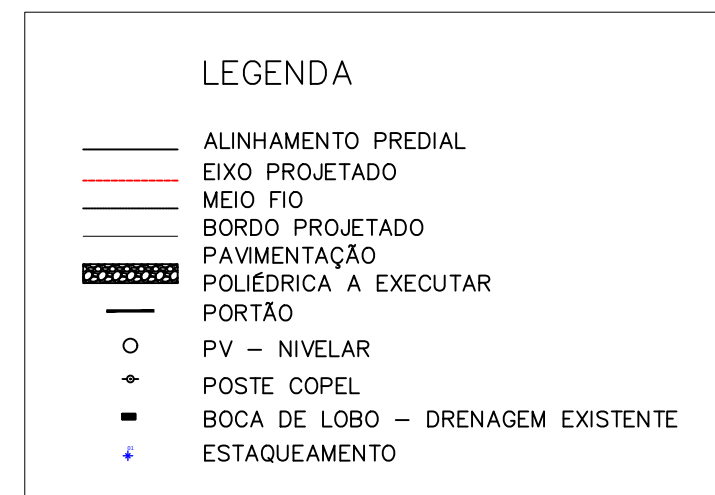 LEGENDA
ALINHAMENTO PREDIAL
EIXO PROJETADO
MEIO FIO
BORDO PROJETADO
PAVIMENTAÇÃO
POLIÉDRICA A EXECUTAR
PORTÃO
PV – NIVELAR
POSTE COPEL
BOCA DE LOBO – DRENAGEM EXISTENTE
01
ESTAQUEAMENTO